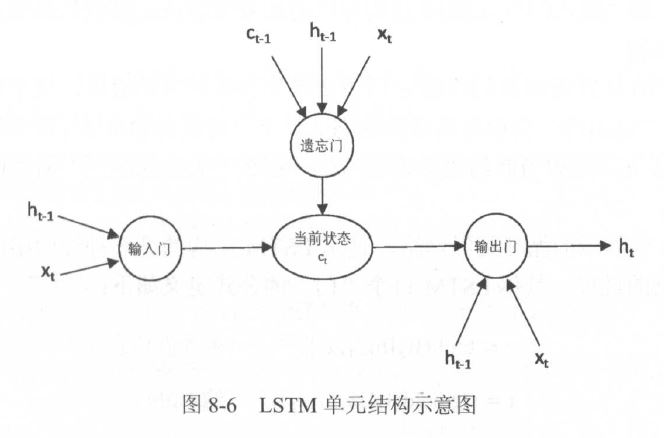 c_{t-1} h_{t-1} x_t
遗忘门
h_{t-1}
x_t
输入门
当前状态
c_t
输出门
h_t
h_{t-1} x_t
图 8-6 LSTM 单元结构示意图